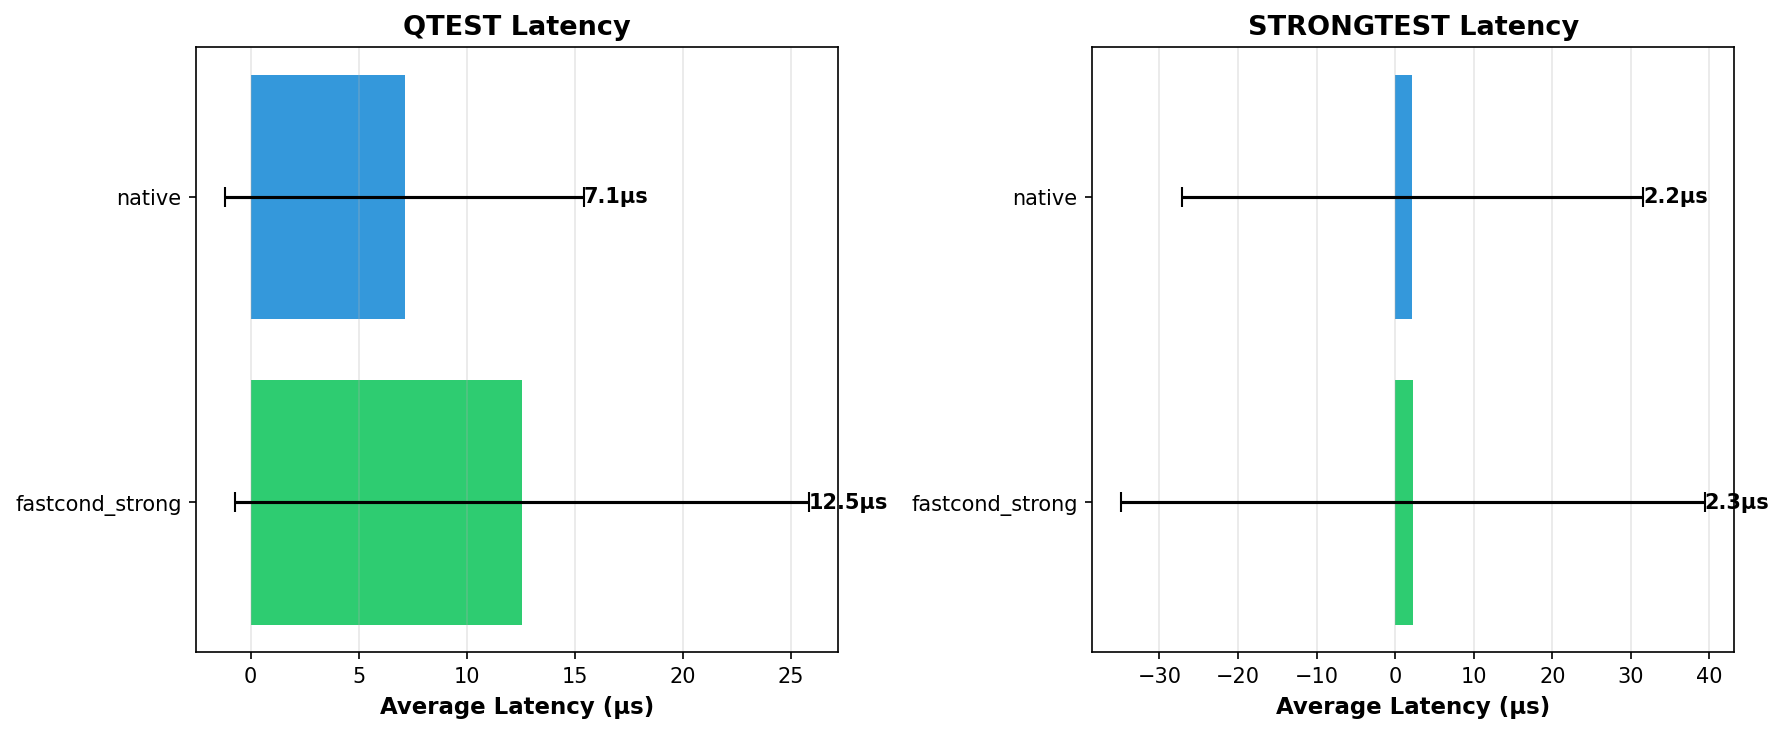 QTEST Latency
native
7.1µs
fastcond_strong
12.5µs
0 5 10 15 20 25
Average Latency (µs)
STRONGTEST Latency
native
2.2µs
fastcond_strong
2.3µs
−30 −20 −10 0 10 20 30 40
Average Latency (µs)